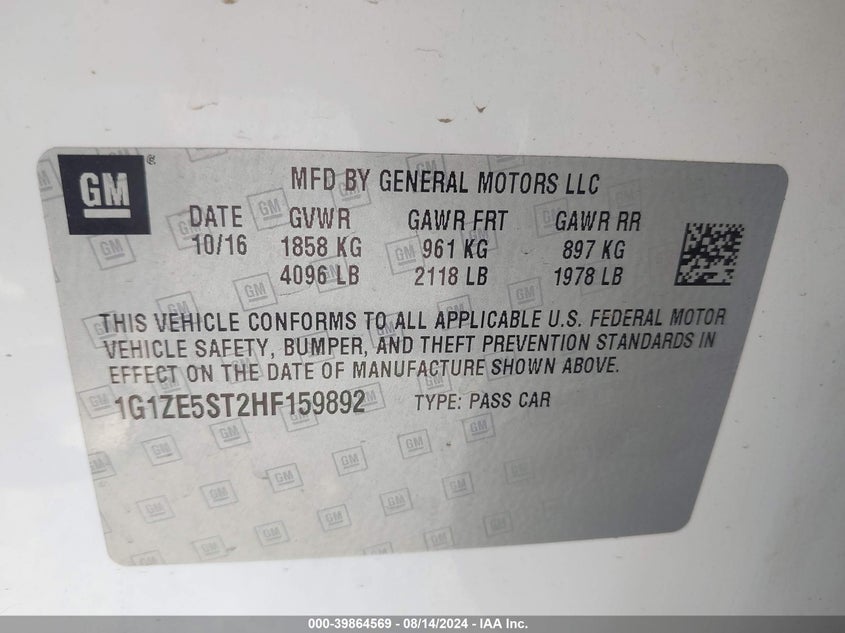 GM
MFD BY GENERAL MOTORS LLC
DATE GVWR GAWR FRT GAWR RR
10/16 1858 KG 961 KG 897 KG
4096 LB 2118 LB 1978 LB
THIS VEHICLE CONFORMS TO ALL APPLICABLE U.S. FEDERAL MOTOR
VEHICLE SAFETY, BUMPER, AND THEFT PREVENTION STANDARDS IN
EFFECT ON THE DATE OF MANUFACTURE SHOWN ABOVE.
1G1ZE5ST2HF159892 TYPE: PASS CAR
000-39864569 - 08/14/2024 - IAA Inc.